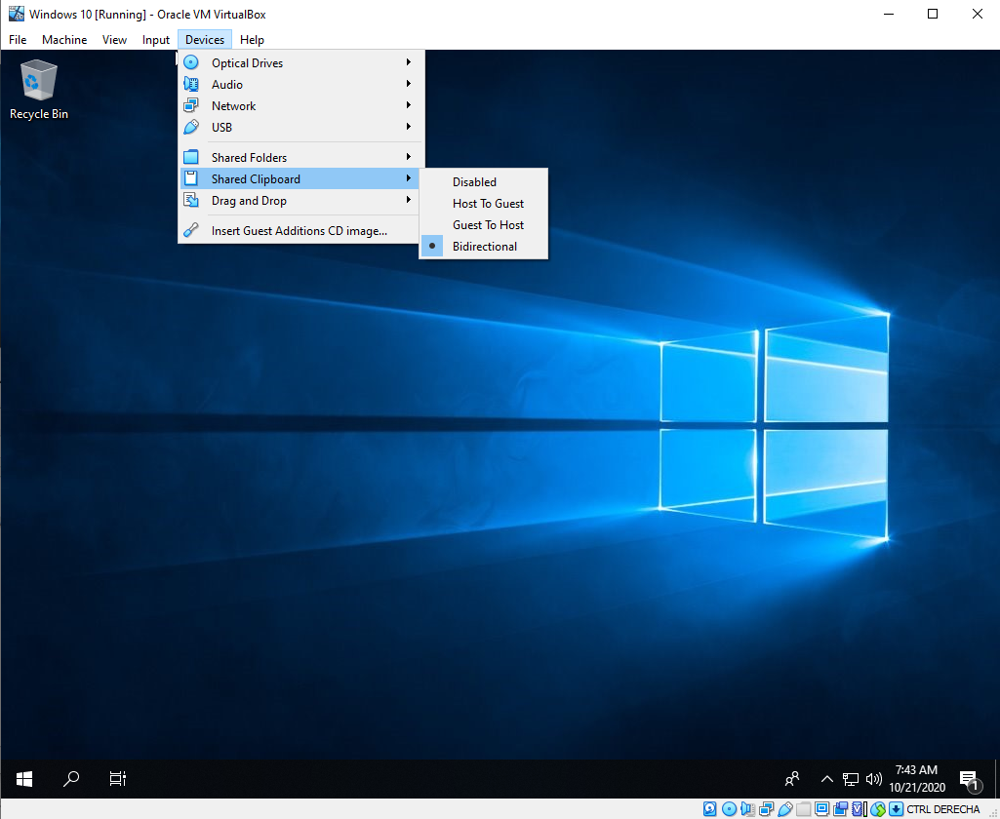 Windows 10 [Running] - Oracle VM VirtualBox
File Machine View Input Devices Help
Recycle Bin
Optical Drives
Audio
Network
USB
Shared Folders
Shared Clipboard
Drag and Drop
Insert Guest Additions CD image...
Disabled
Host To Guest
Guest To Host
Bidirectional
7:43 AM
10/21/2020
1
CTRL DERECHA